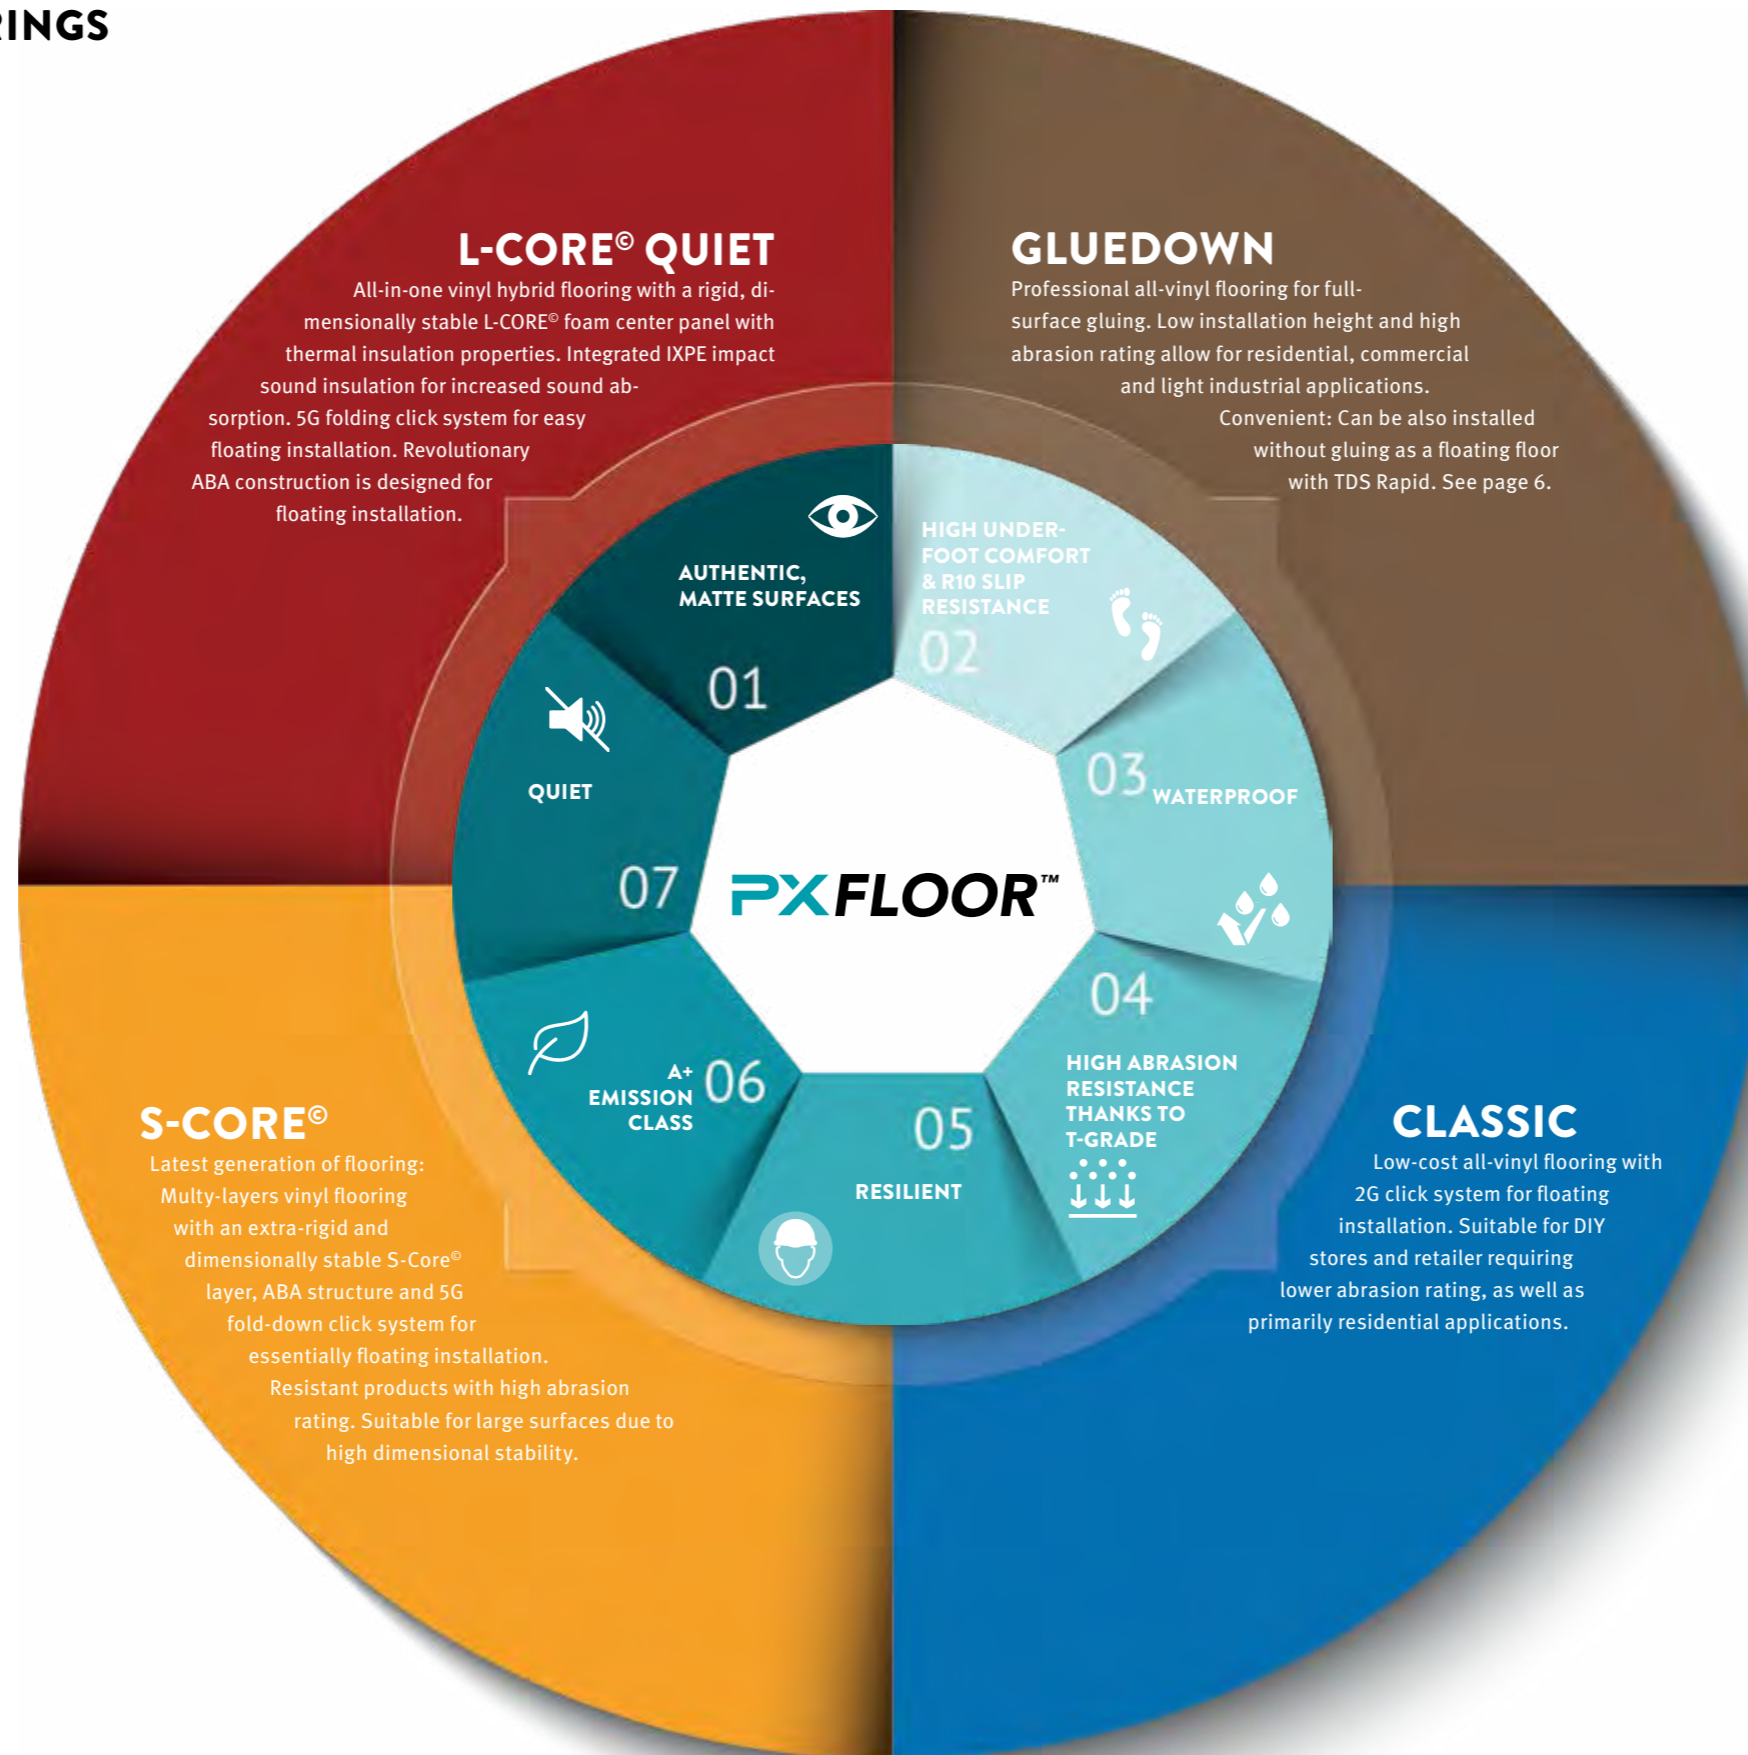 RINGS
L-CORE© QUIET
All-in-one vinyl hybrid flooring with a rigid, di-
mensionally stable L-CORE© foam center panel with
thermal insulation properties. Integrated IXPE impact
sound insulation for increased sound ab-
sorption. 5G folding click system for easy
floating installation. Revolutionary
ABA construction is designed for
floating installation.
GLUEDOWN
Professional all-vinyl flooring for full-
surface gluing. Low installation height and high
abrasion rating allow for residential, commercial
and light industrial applications.
Convenient: Can be also installed
without gluing as a floating floor
with TDS Rapid. See page 6.
AUTHENTIC,
MATTE SURFACES
01
HIGH UNDER-
FOOT COMFORT
& R10 SLIP
RESISTANCE
02
03
WATERPROOF
04
HIGH ABRASION
RESISTANCE
THANKS TO
T-GRADE
05
RESILIENT
A+
EMISSION
CLASS
06
QUIET
07
PXFLOOR™
S-CORE©
Latest generation of flooring:
Multy-layers vinyl flooring
with an extra-rigid and
dimensionally stable S-Core©
layer, ABA structure and 5G
fold-down click system for
essentially floating installation.
Resistant products with high abrasion
rating. Suitable for large surfaces due to
high dimensional stability.
CLASSIC
Low-cost all-vinyl flooring with
2G click system for floating
installation. Suitable for DIY
stores and retailer requiring
lower abrasion rating, as well as
primarily residential applications.